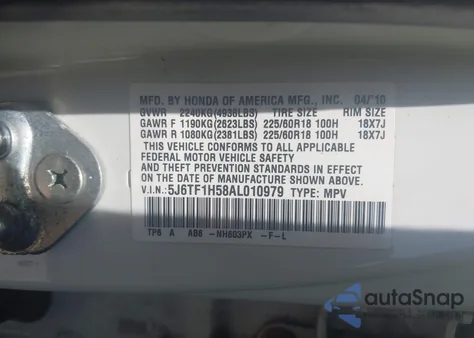 MFD. BY HONDA OF AMERICA MFG., INC. 04/10
GVWR 2240KG(4938LBS) TIRE SIZE RIM SIZE
GAWR F 1190KG(2623LBS) 225/60R18 100H 18X7J
GAWR R 1080KG(2381LBS) 225/60R18 100H 18X7J
THIS VEHICLE CONFORMS TO ALL APPLICABLE
FEDERAL MOTOR VEHICLE SAFETY, BUMPER,
AND THEFT PREVENTION STANDARDS IN EFFECT
ON THE DATE OF MANUFACTURE SHOWN ABOVE.
V.I.N.: 5J6TF1H58AL010979 TYPE: MPV
TP6 A AB6 -NH603PX -F-L
autoSnap